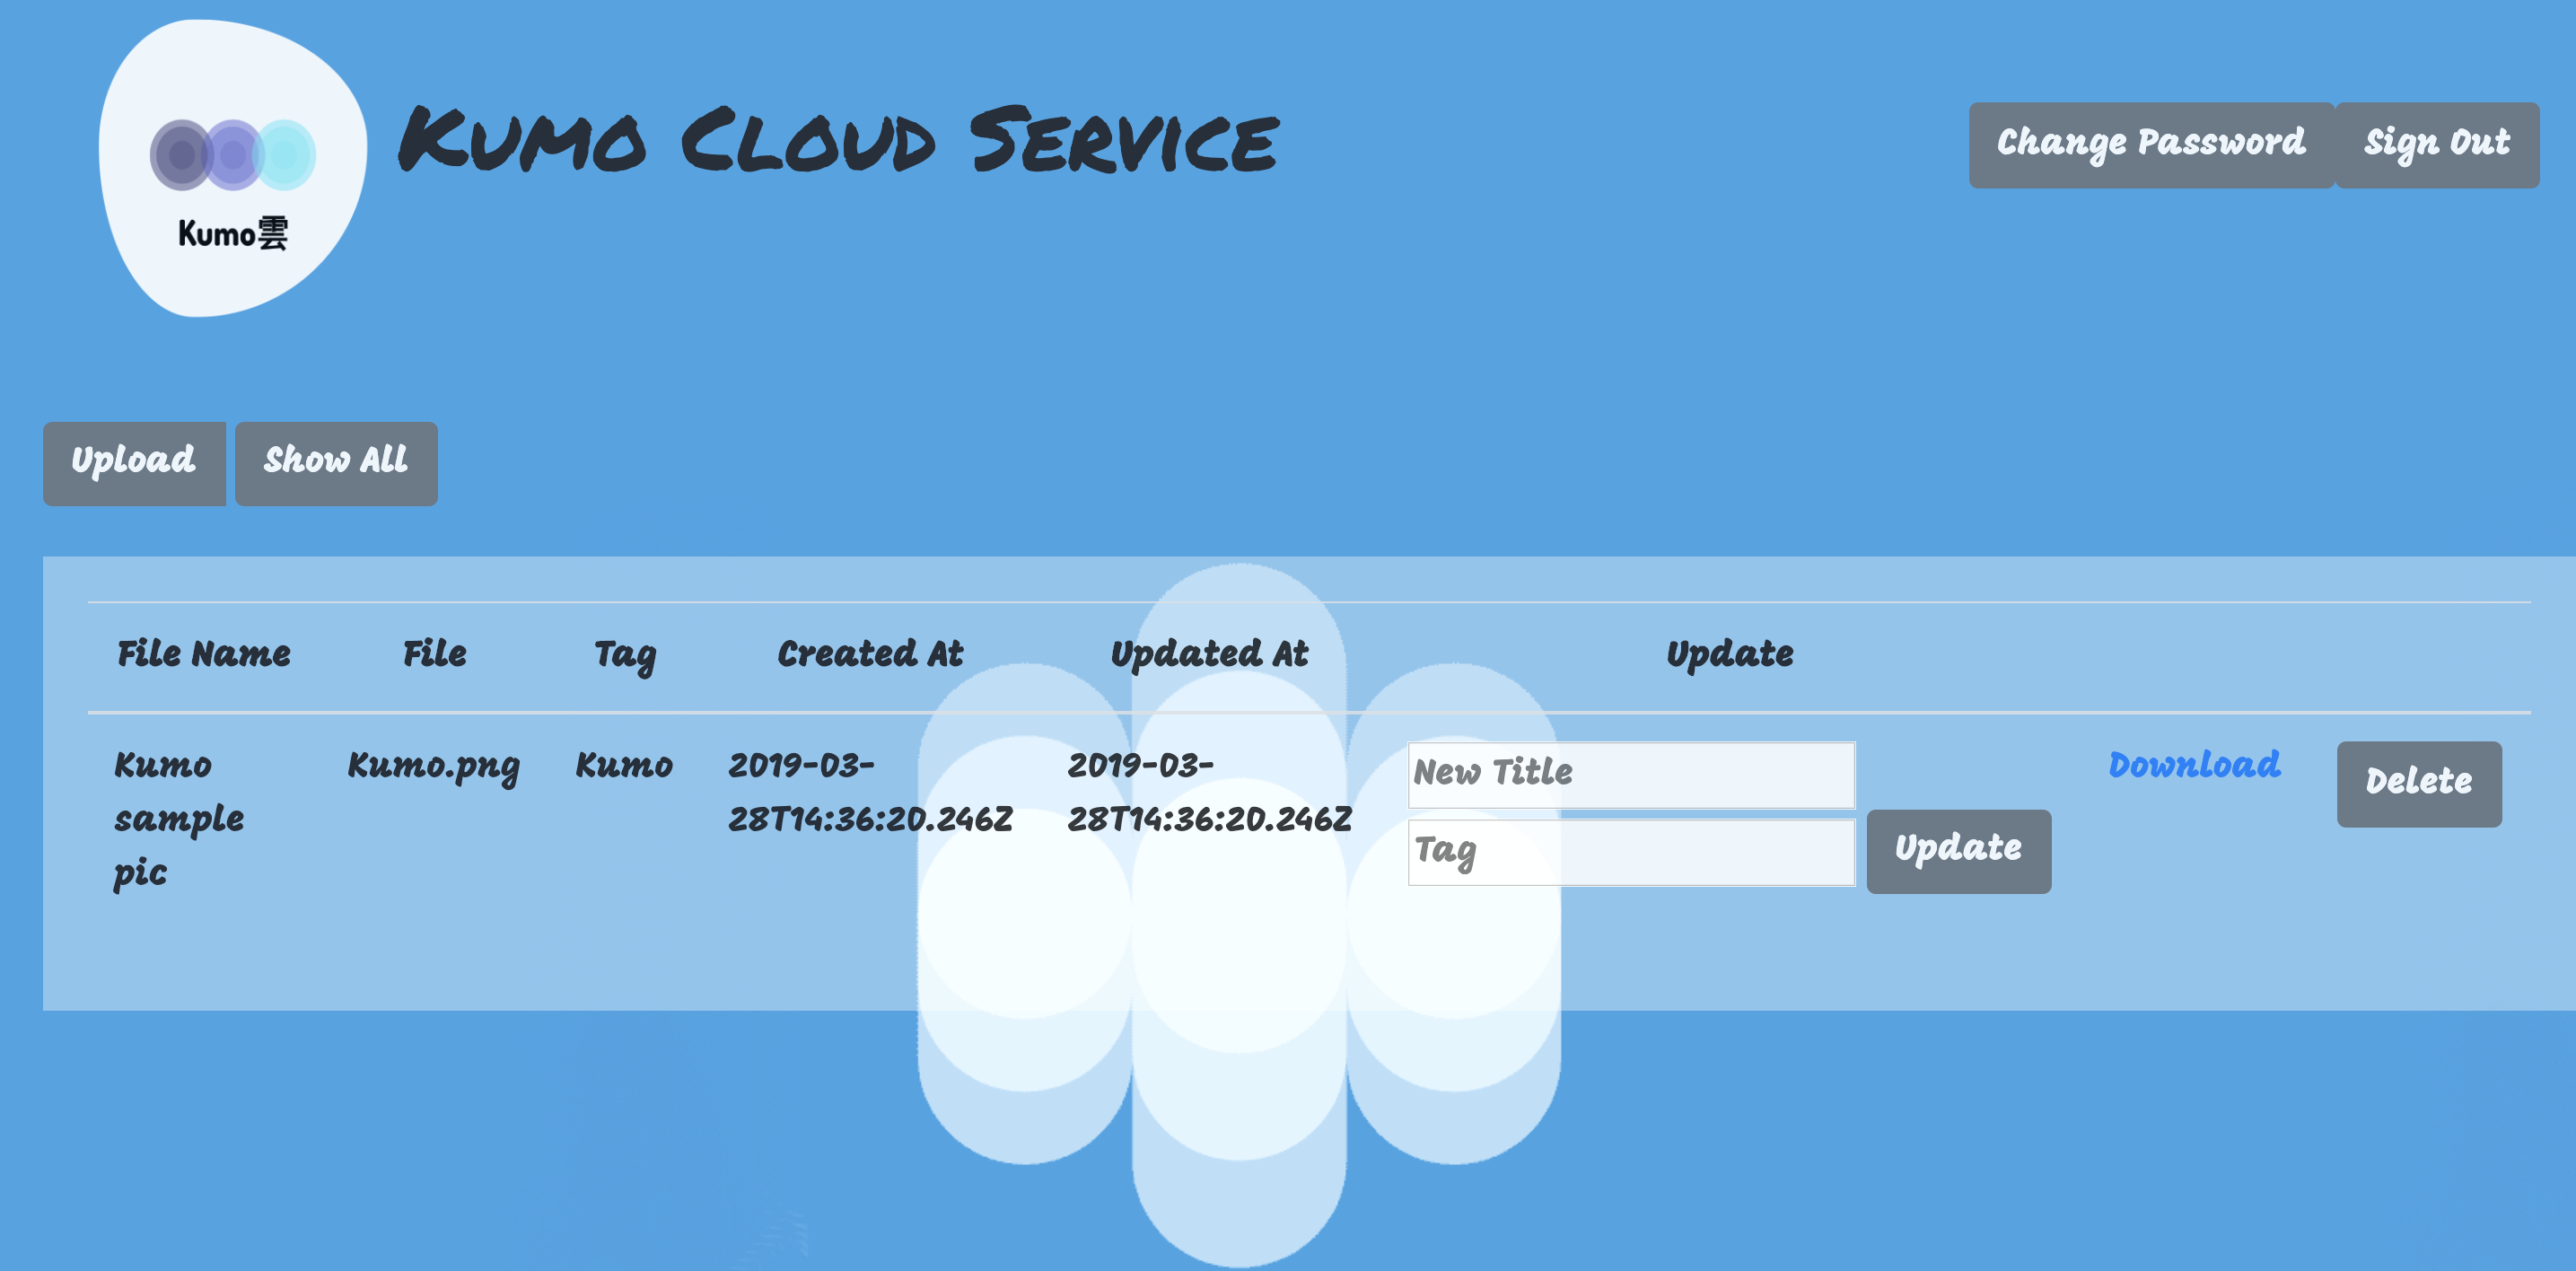 Kumo雲
Kumo Cloud Service
Change Password
Sign Out
Upload
Show All
File Name
File
Tag
Created At
Updated At
Update
Kumo
sample
pic
Kumo.png
Kumo
2019-03-
28T14:36:20.246Z
2019-03-
28T14:36:20.246Z
New Title
Tag
Update
Download
Delete